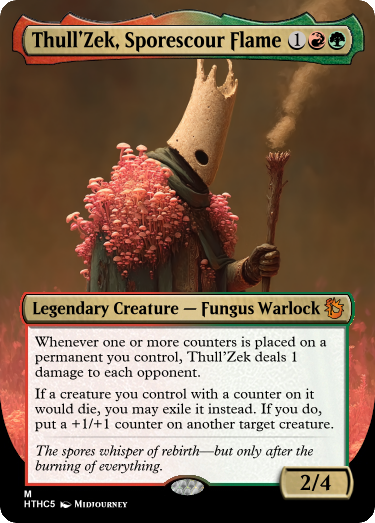 Thull'Zek, Sporescour Flame 1
Legendary Creature — Fungus Warlock
Whenever one or more counters is placed on a
permanent you control, Thull'Zek deals 1
damage to each opponent.
If a creature you control with a counter on it
would die, you may exile it instead. If you do,
put a +1/+1 counter on another target creature.
The spores whisper of rebirth—but only after the
burning of everything.
2/4
M
HTHC5 Midjourney